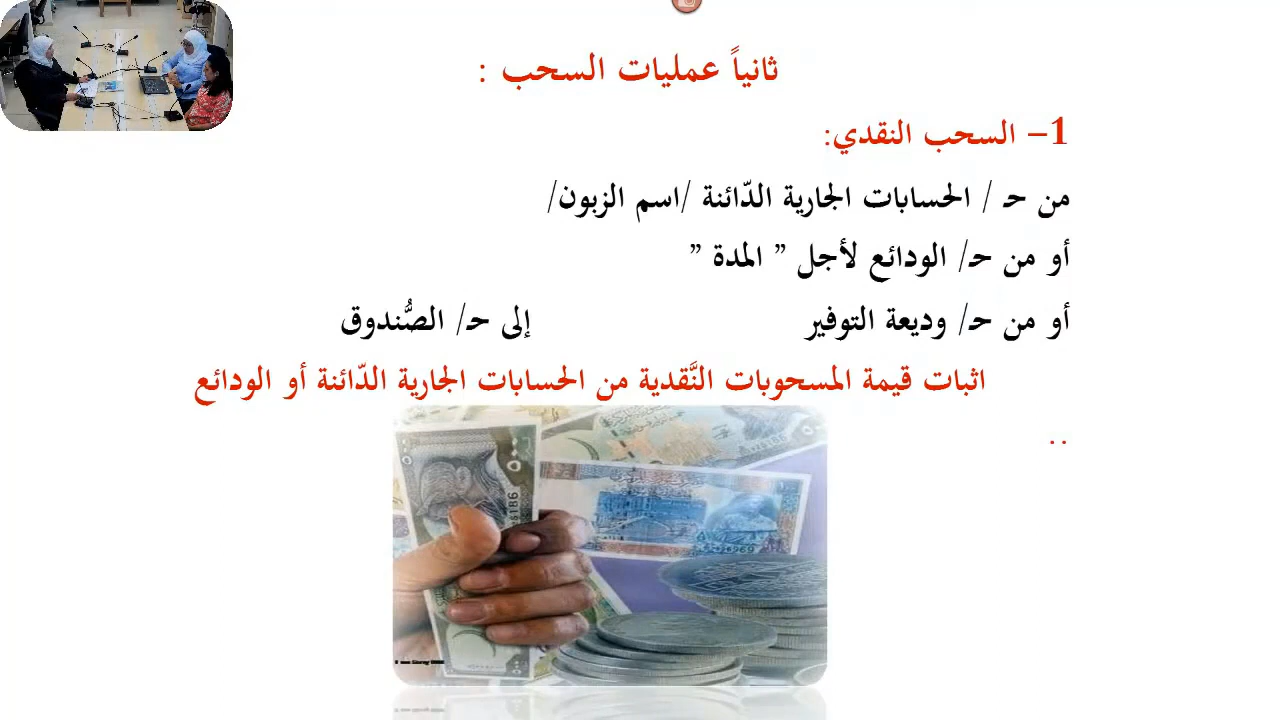 ثانياً عمليات السحب :
1– السحب النقدي:
من حـ / الحسابات الجارية الدّائنة /اسم الزبون/
أو من حـ/ الودائع لأجل ” المدة ”
أو من حـ/ وديعة التوفير إلى حـ/ الصُّندوق
اثبات قيمة المسحوبات النَّقدية من الحسابات الجارية الدّائنة أو الودائع
..
٥٠٠